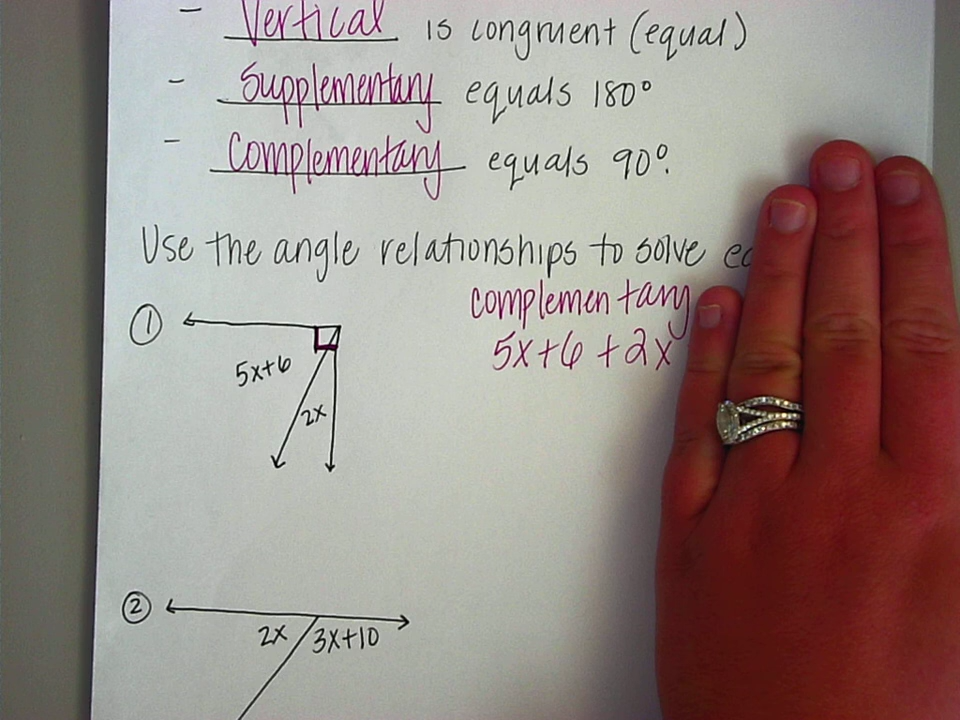 - Vertical is congruent (equal)
- Supplementary equals 180°
- Complementary equals 90°.
Use the angle relationships to solve
complementary
① 5x+6 +2x
5x+6
2x
②
2x 3x+10